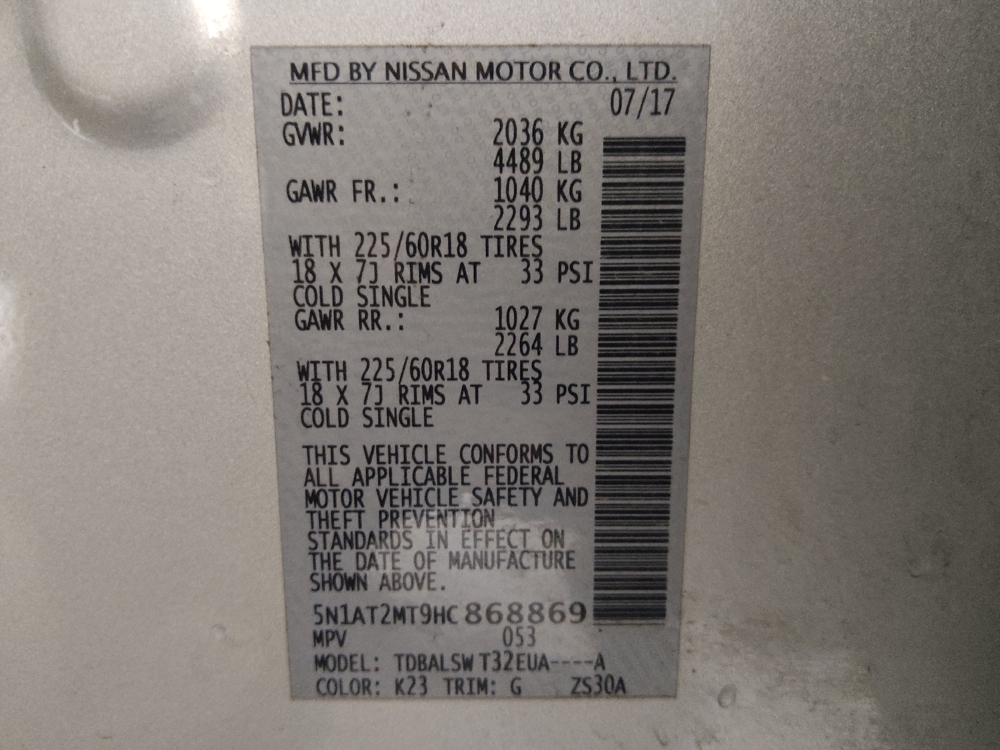 MFD BY NISSAN MOTOR CO., LTD.
DATE: 07/17
GVWR: 2036 KG
4489 LB
GAWR FR.: 1040 KG
2293 LB
WITH 225/60R18 TIRES
18 X 7J RIMS AT 33 PSI
COLD SINGLE
GAWR RR.: 1027 KG
2264 LB
WITH 225/60R18 TIRES
18 X 7J RIMS AT 33 PSI
COLD SINGLE
THIS VEHICLE CONFORMS TO
ALL APPLICABLE FEDERAL
MOTOR VEHICLE SAFETY AND
THEFT PREVENTION
STANDARDS IN EFFECT ON
THE DATE OF MANUFACTURE
SHOWN ABOVE.
5N1AT2MT9HC868869
MPV 053
MODEL: TDBALSW T32EUA----A
COLOR: K23 TRIM: G ZS30A